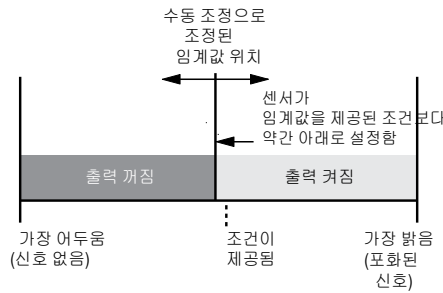 수동 조정으로
조정된
임계값 위치
센서가
임계값을 제공된 조건보다
약간 아래로 설정함
출력 꺼짐
출력 켜짐
가장 어두움
(신호 없음)
조건이
제공됨
가장 밝음
(포화된
신호)